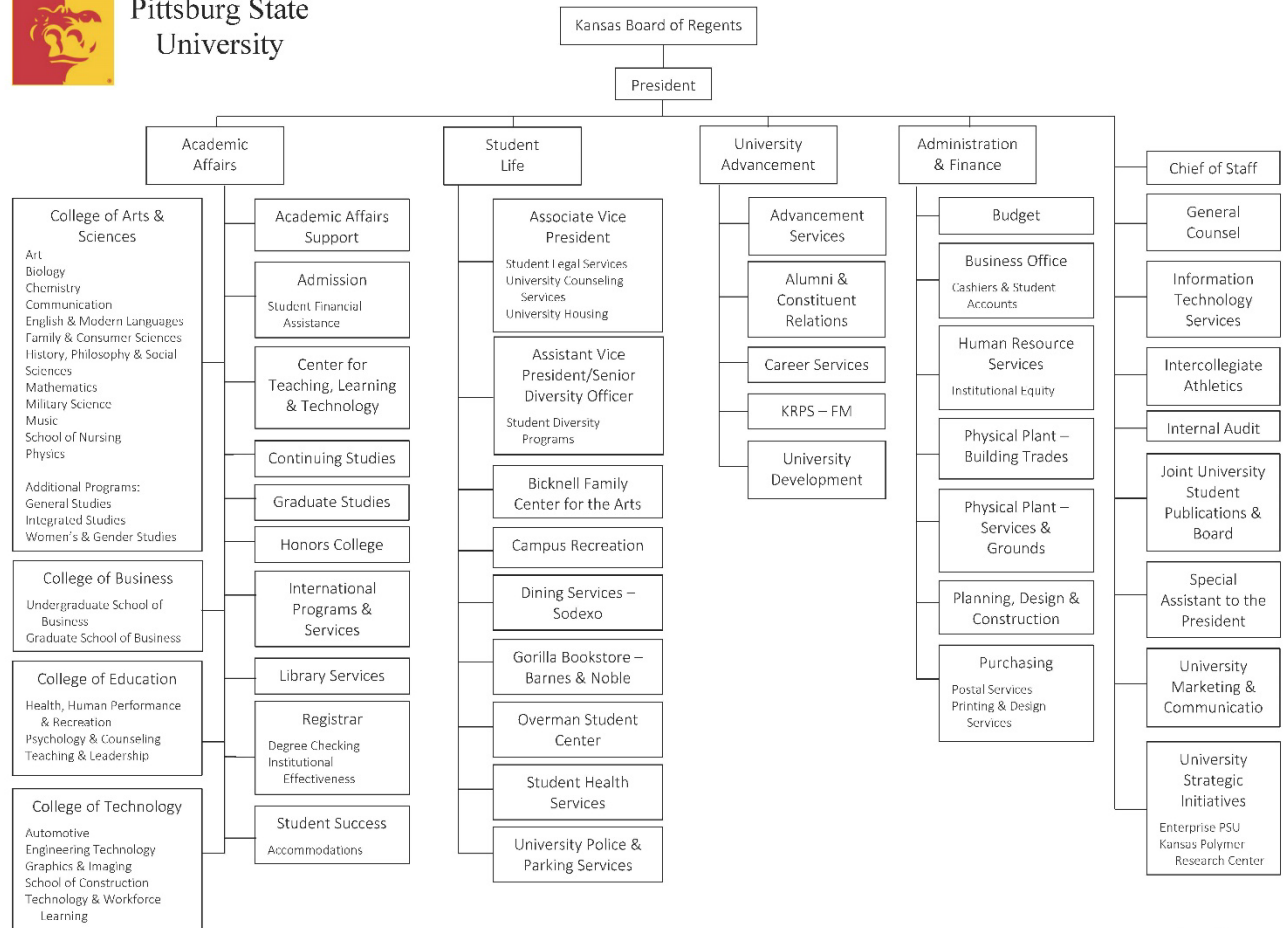 Pittsburg State
University
Kansas Board of Regents
President
Academic
Affairs
Student
Life
University
Advancement
Administration
& Finance
College of Arts &
Sciences
Art
Biology
Chemistry
Communication
English & Modern Languages
Family & Consumer Sciences
History, Philosophy & Social
Sciences
Mathematics
Military Science
Music
School of Nursing
Physics
Additional Programs:
General Studies
Integrated Studies
Women's & Gender Studies
College of Business
Undergraduate School of
Business
Graduate School of Business
College of Education
Health, Human Performance
& Recreation
Psychology & Counseling
Teaching & Leadership
College of Technology
Automotive
Engineering Technology
Graphics & Imaging
School of Construction
Technology & Workforce
Learning
Academic Affairs
Support
Admission
Student Financial
Assistance
Center for
Teaching, Learning
& Technology
Continuing Studies
Graduate Studies
Honors College
International
Programs &
Services
Library Services
Registrar
Degree Checking
Institutional
Effectiveness
Student Success
Accommodations
Associate Vice
President
Student Legal Services
University Counseling
Services
University Housing
Assistant Vice
President/Senior
Diversity Officer
Student Diversity
Programs
Bicknell Family
Center for the Arts
Campus Recreation
Dining Services –
Sodexo
Gorilla Bookstore –
Barnes & Noble
Overman Student
Center
Student Health
Services
University Police &
Parking Services
Advancement
Services
Alumni &
Constituent
Relations
Career Services
KRPS – FM
University
Development
Budget
Business Office
Cashiers & Student
Accounts
Human Resource
Services
Institutional Equity
Physical Plant –
Building Trades
Physical Plant –
Services &
Grounds
Planning, Design &
Construction
Purchasing
Postal Services
Printing & Design
Services
Chief of Staff
General
Counsel
Information
Technology
Services
Intercollegiate
Athletics
Internal Audit
Joint University
Student
Publications &
Board
Special
Assistant to the
President
University
Marketing &
Communicatio
University
Strategic
Initiatives
Enterprise PSU
Kansas Polymer
Research Center